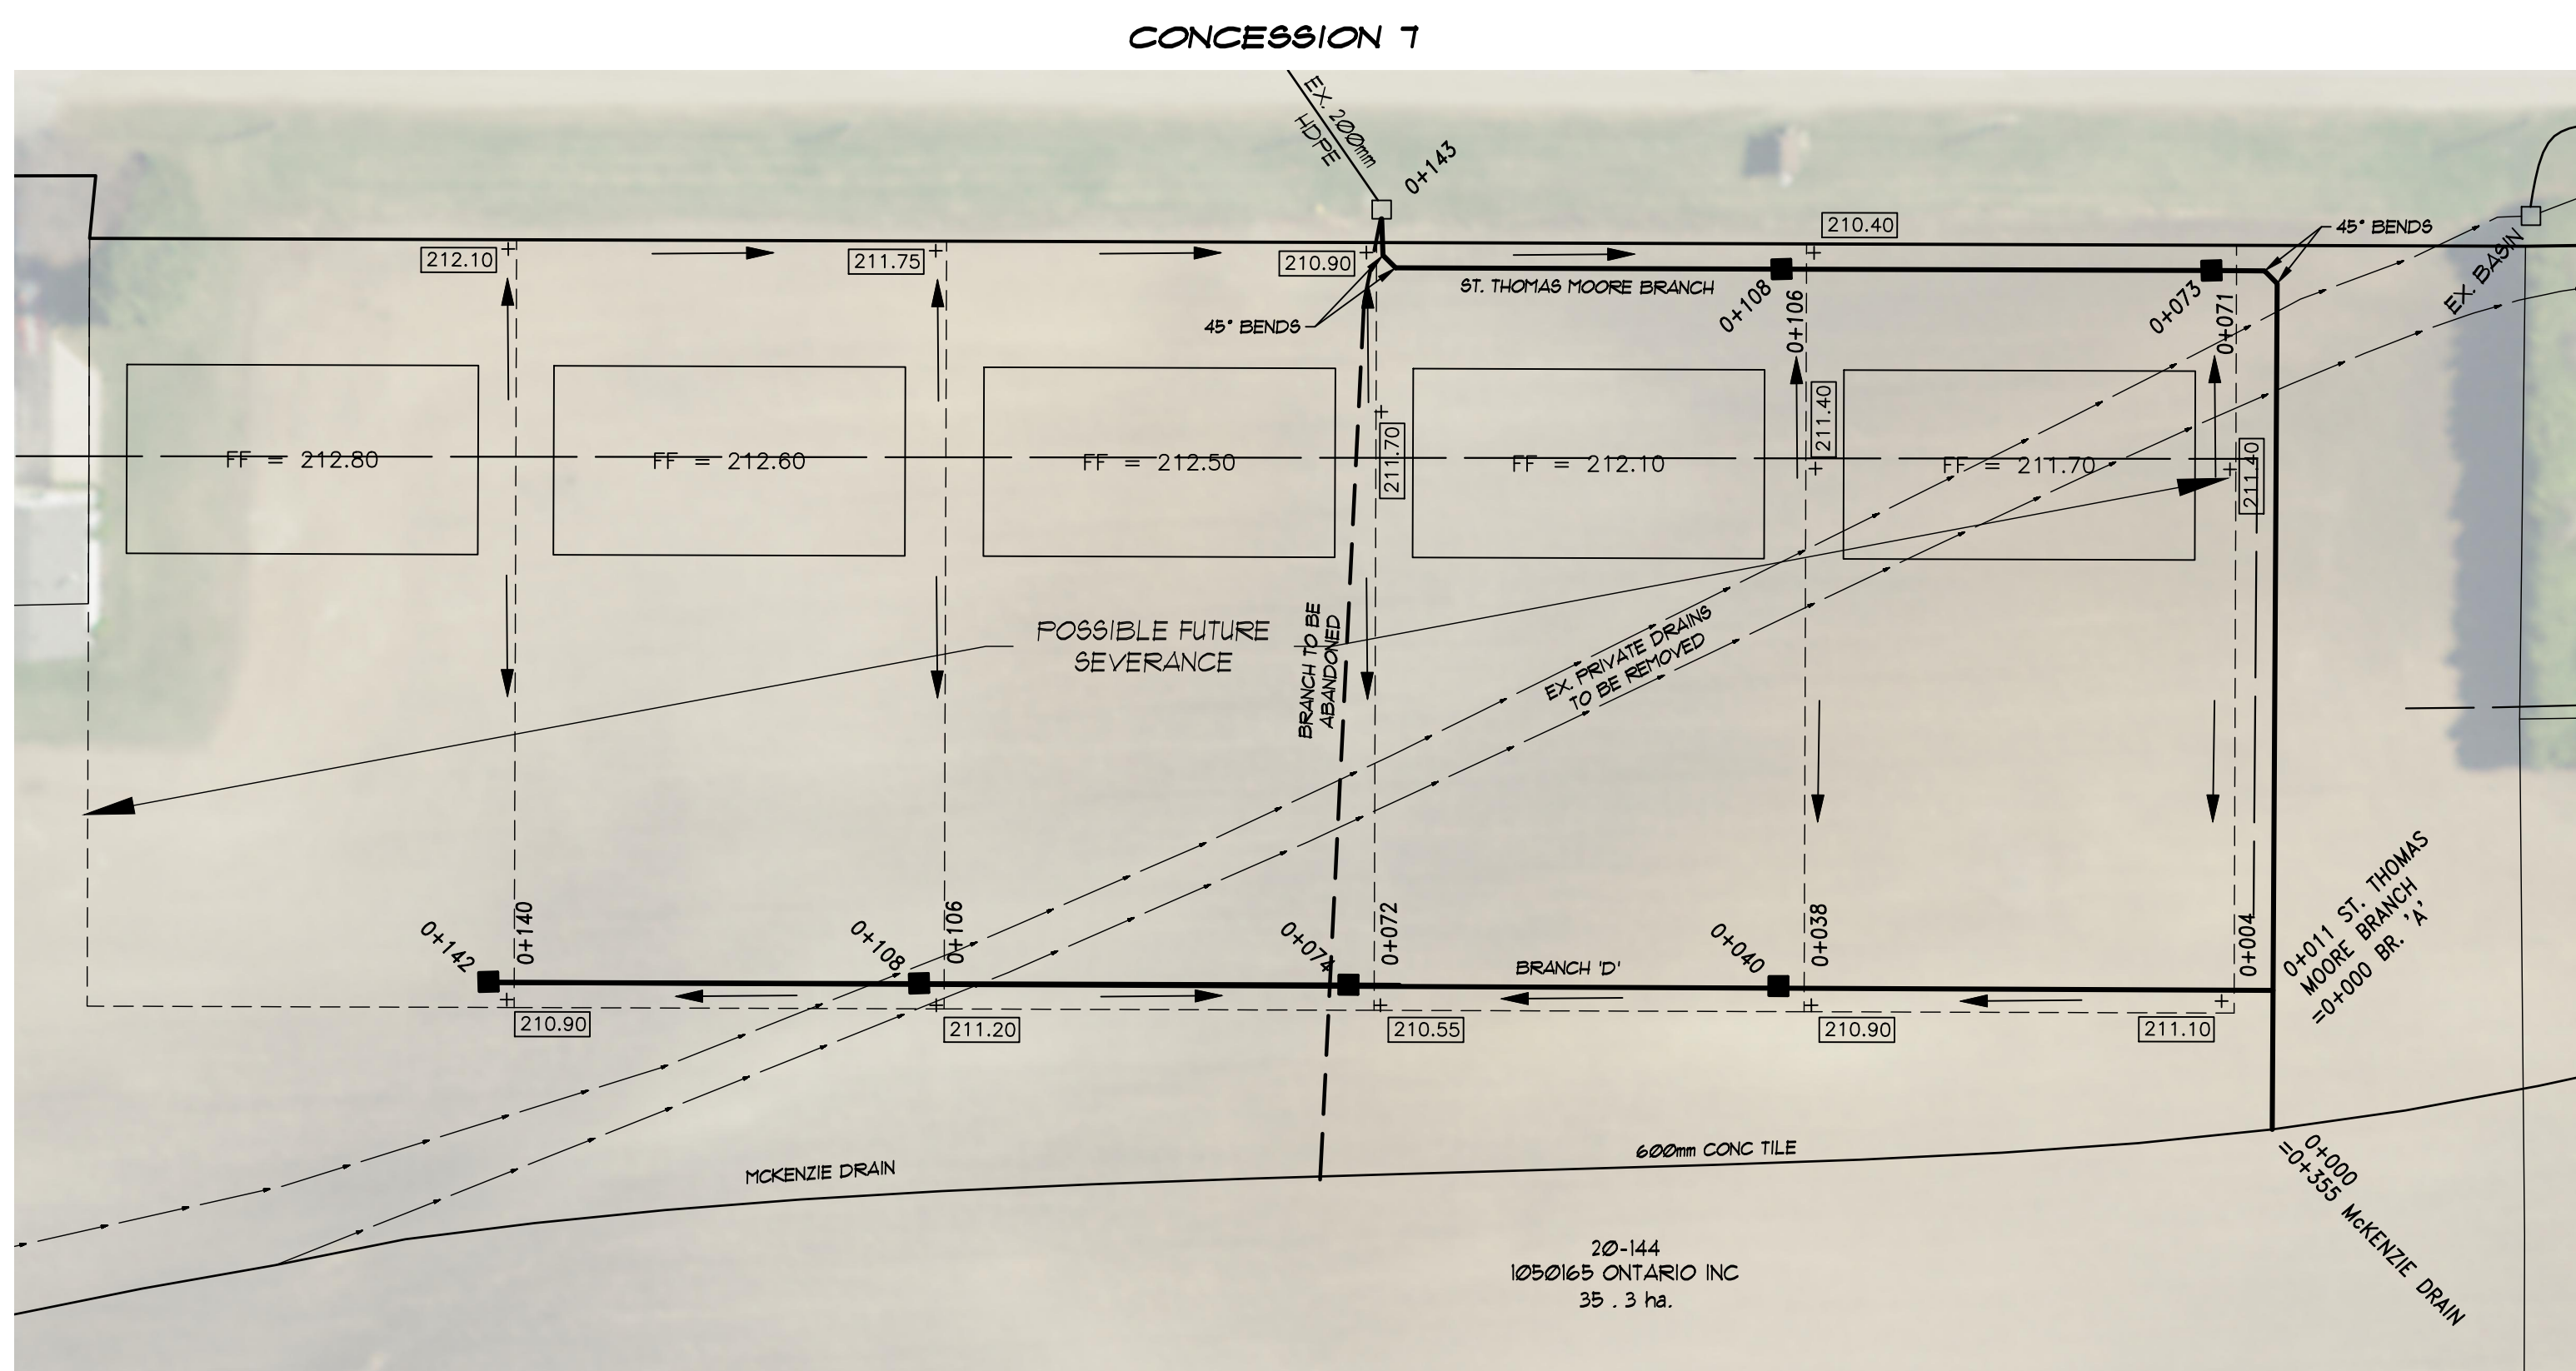 CONCESSION 7
EX. 200mm
HDPE
0+143
212.10
211.75
210.90
210.40
45° BENDS
EX. BASIN
ST. THOMAS MOORE BRANCH
0+108
0+106
0+073
0+071
45° BENDS
211.70
211.40
211.40
FF = 212.80
FF = 212.60
FF = 212.50
FF = 212.10
FF = 211.70
POSSIBLE FUTURE
SEVERANCE
BRANCH TO BE
ABANDONED
EX. PRIVATE DRAINS
TO BE REMOVED
0+142
0+140
0+108
0+106
0+074
0+072
BRANCH 'D'
0+040
0+038
0+004
0+011 ST. THOMAS
MOORE BRANCH
=0+000 BR. 'A'
210.90
211.20
210.55
210.90
211.10
MCKENZIE DRAIN
600mm CONC TILE
0+000
=0+355 McKENZIE DRAIN
20-144
1050165 ONTARIO INC
35 . 3 ha.